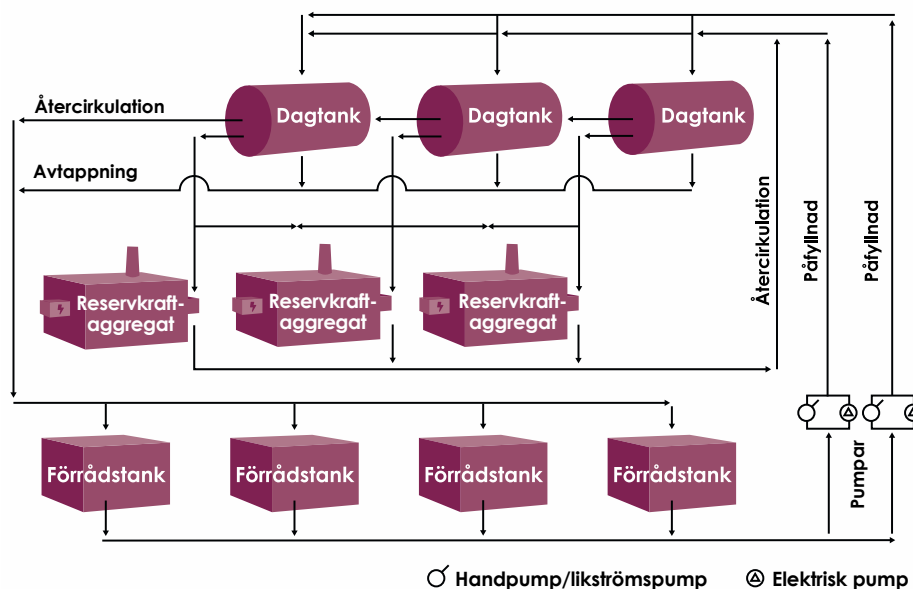 Återcirkulation
Dagtank
Dagtank
Dagtank
Avtappning
Återcirkulation
Påfyllnad
Påfyllnad
Reservkraft-
aggregat
Reservkraft-
aggregat
Reservkraft-
aggregat
Förrådstank
Förrådstank
Förrådstank
Förrådstank
Pumpar
Handpump/likströmspump
Elektrisk pump